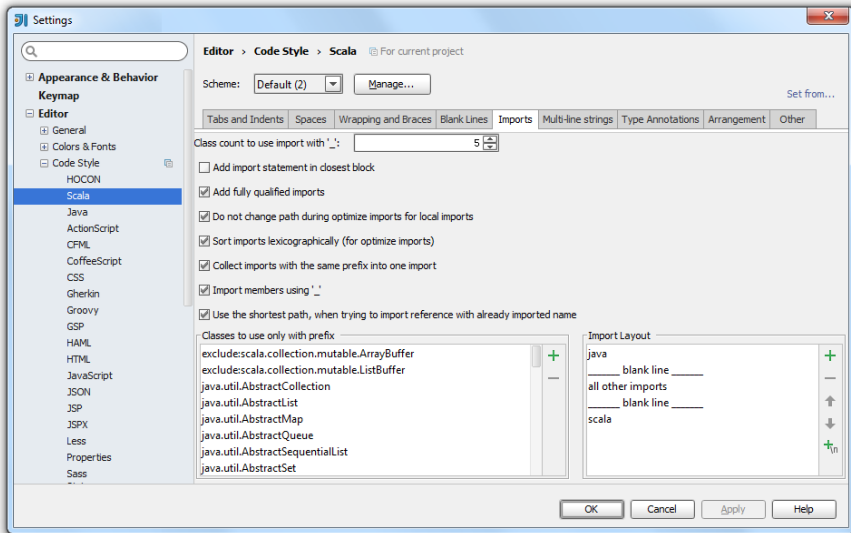 Settings
Editor › Code Style › Scala For current project
Scheme: Default (2) Manage...
Set from...
Appearance & Behavior
Keymap
Editor
General
Colors & Fonts
Code Style
HOCON
Scala
Java
ActionScript
CFML
CoffeeScript
CSS
Gherkin
Groovy
GSP
HAML
HTML
JavaScript
JSON
JSP
JSPX
Less
Properties
Sass
Tabs and Indents Spaces Wrapping and Braces Blank Lines Imports Multi-line strings Type Annotations Arrangement Other
Class count to use import with '_': 5
Add import statement in closest block
Add fully qualified imports
Do not change path during optimize imports for local imports
Sort imports lexicographically (for optimize imports)
Collect imports with the same prefix into one import
Import members using '_'
Use the shortest path, when trying to import reference with already imported name
Classes to use only with prefix
exclude:scala.collection.mutable.ArrayBuffer
exclude:scala.collection.mutable.ListBuffer
java.util.AbstractCollection
java.util.AbstractList
java.util.AbstractMap
java.util.AbstractQueue
java.util.AbstractSequentialList
java.util.AbstractSet
Import Layout
java
______ blank line ______
all other imports
______ blank line ______
scala
\n
OK Cancel Apply Help